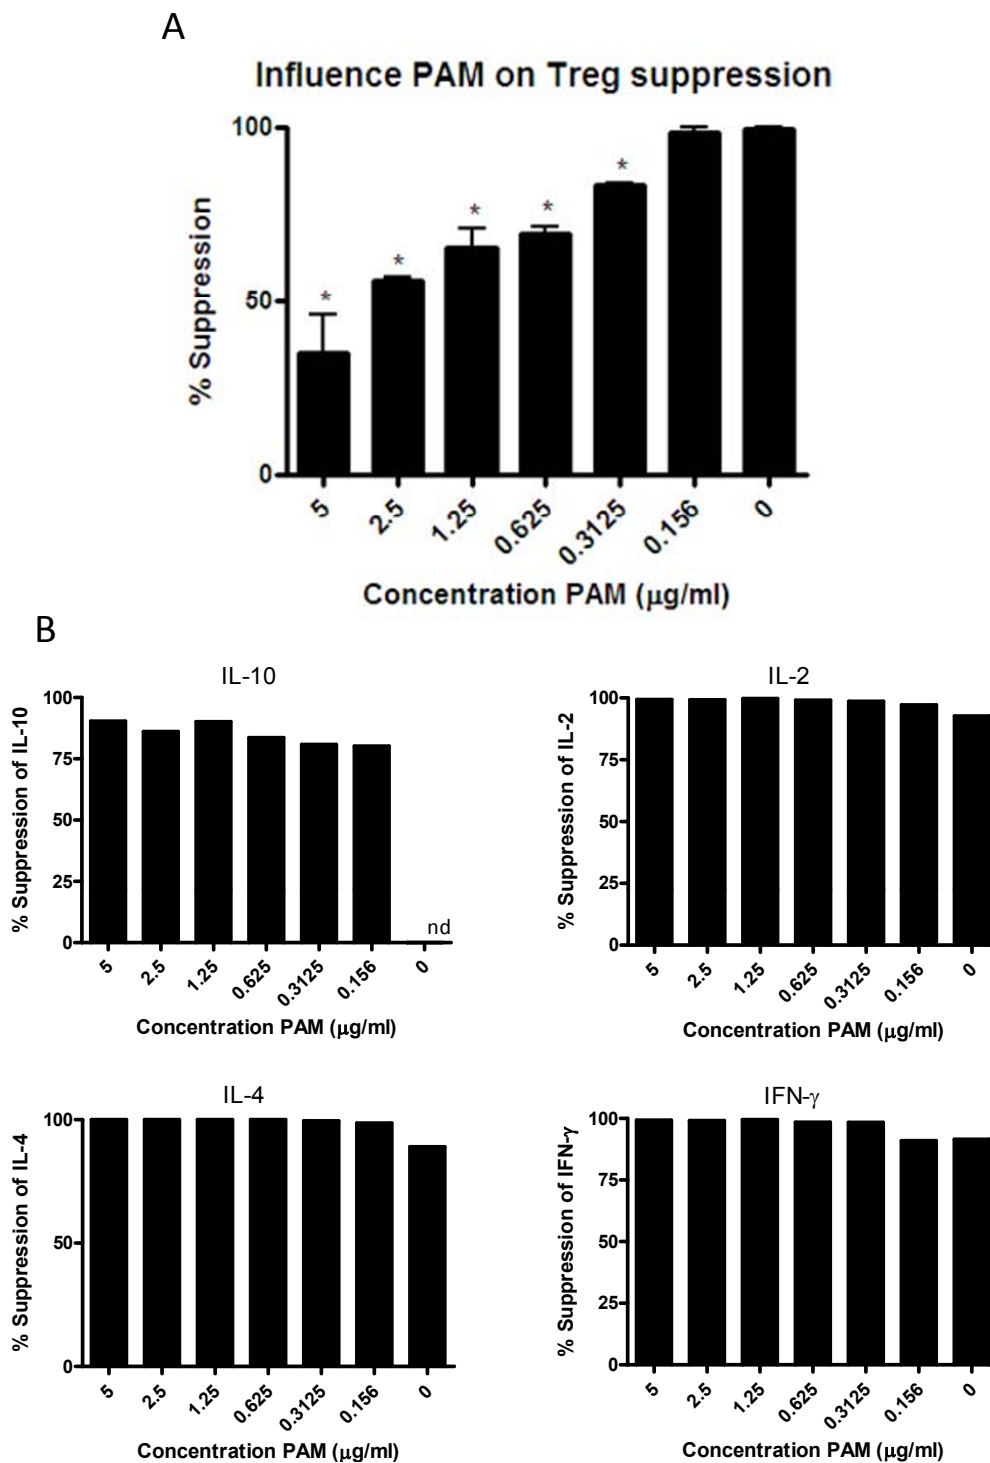 A
Influence PAM on Treg suppression
% Suppression
100
50
0
* * * * *
5 2.5 1.25 0.625 0.3125 0.156 0
Concentration PAM (μg/ml)
B
IL-10
% Suppression of IL-10
100
75
50
25
0
nd
5 2.5 1.25 0.625 0.3125 0.156 0
Concentration PAM (μg/ml)
IL-2
% Suppression of IL-2
100
75
50
25
0
5 2.5 1.25 0.625 0.3125 0.156 0
Concentration PAM (μg/ml)
IL-4
% Suppression of IL-4
100
50
0
5 2.5 1.25 0.625 0.3125 0.156 0
Concentration PAM (μg/ml)
IFN-γ
% Suppression of IFN-γ
100
75
50
25
0
5 2.5 1.25 0.625 0.3125 0.156 0
Concentration PAM (μg/ml)